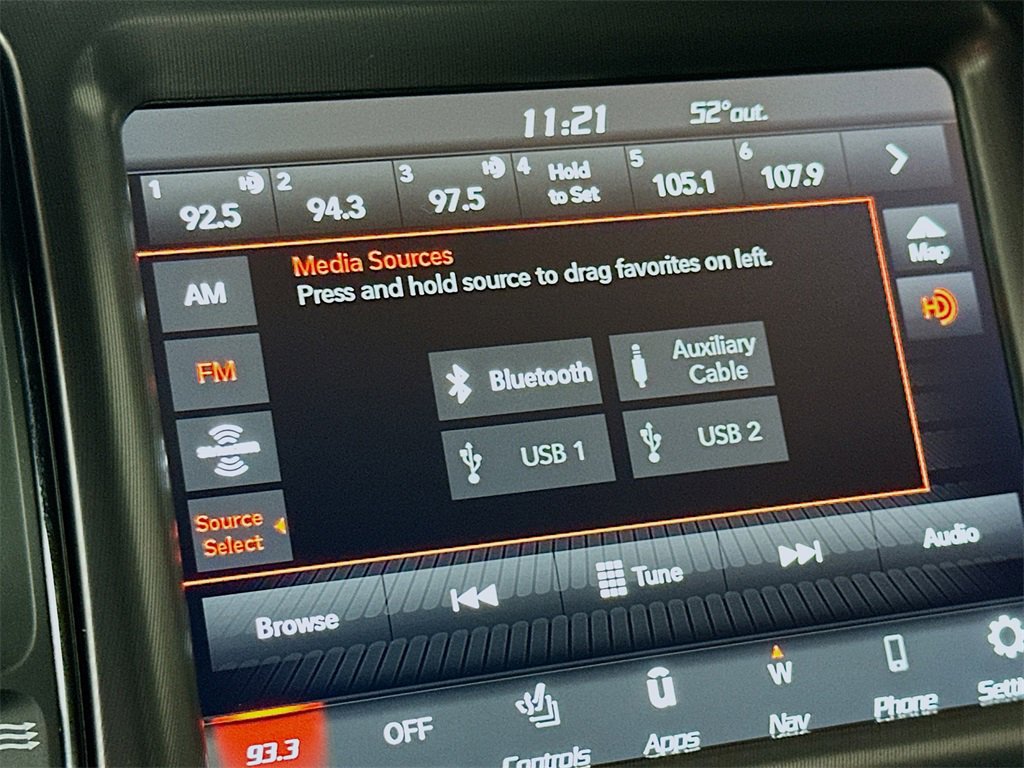 11:21 52° out.
1 92.5 2 94.3 3 97.5 4 Hold to Set 5 105.1 6 107.9
Media Sources
Press and hold source to drag favorites on left.
AM
FM
Source
Select
Bluetooth
Auxiliary
Cable
USB 1
USB 2
Map
HD
Browse Tune Audio
93.3 OFF Controls Apps W Nav Phone